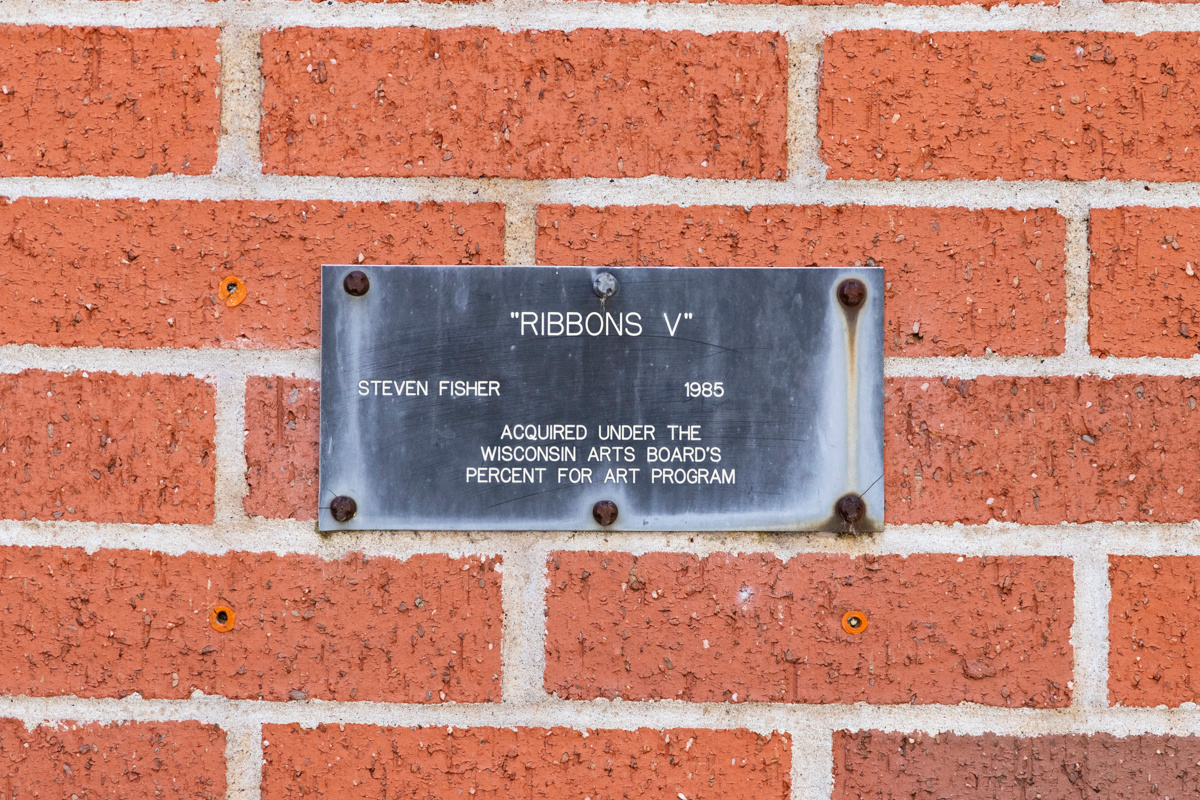 "RIBBONS V"
STEVEN FISHER 1985
ACQUIRED UNDER THE
WISCONSIN ARTS BOARD'S
PERCENT FOR ART PROGRAM